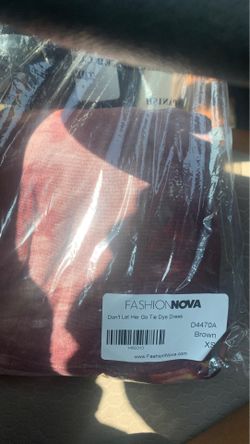 FASHIONNOVA
Don't Let Her Go Tie Dye Dress
D4470A
Brown
XS
www.FashionNova.com